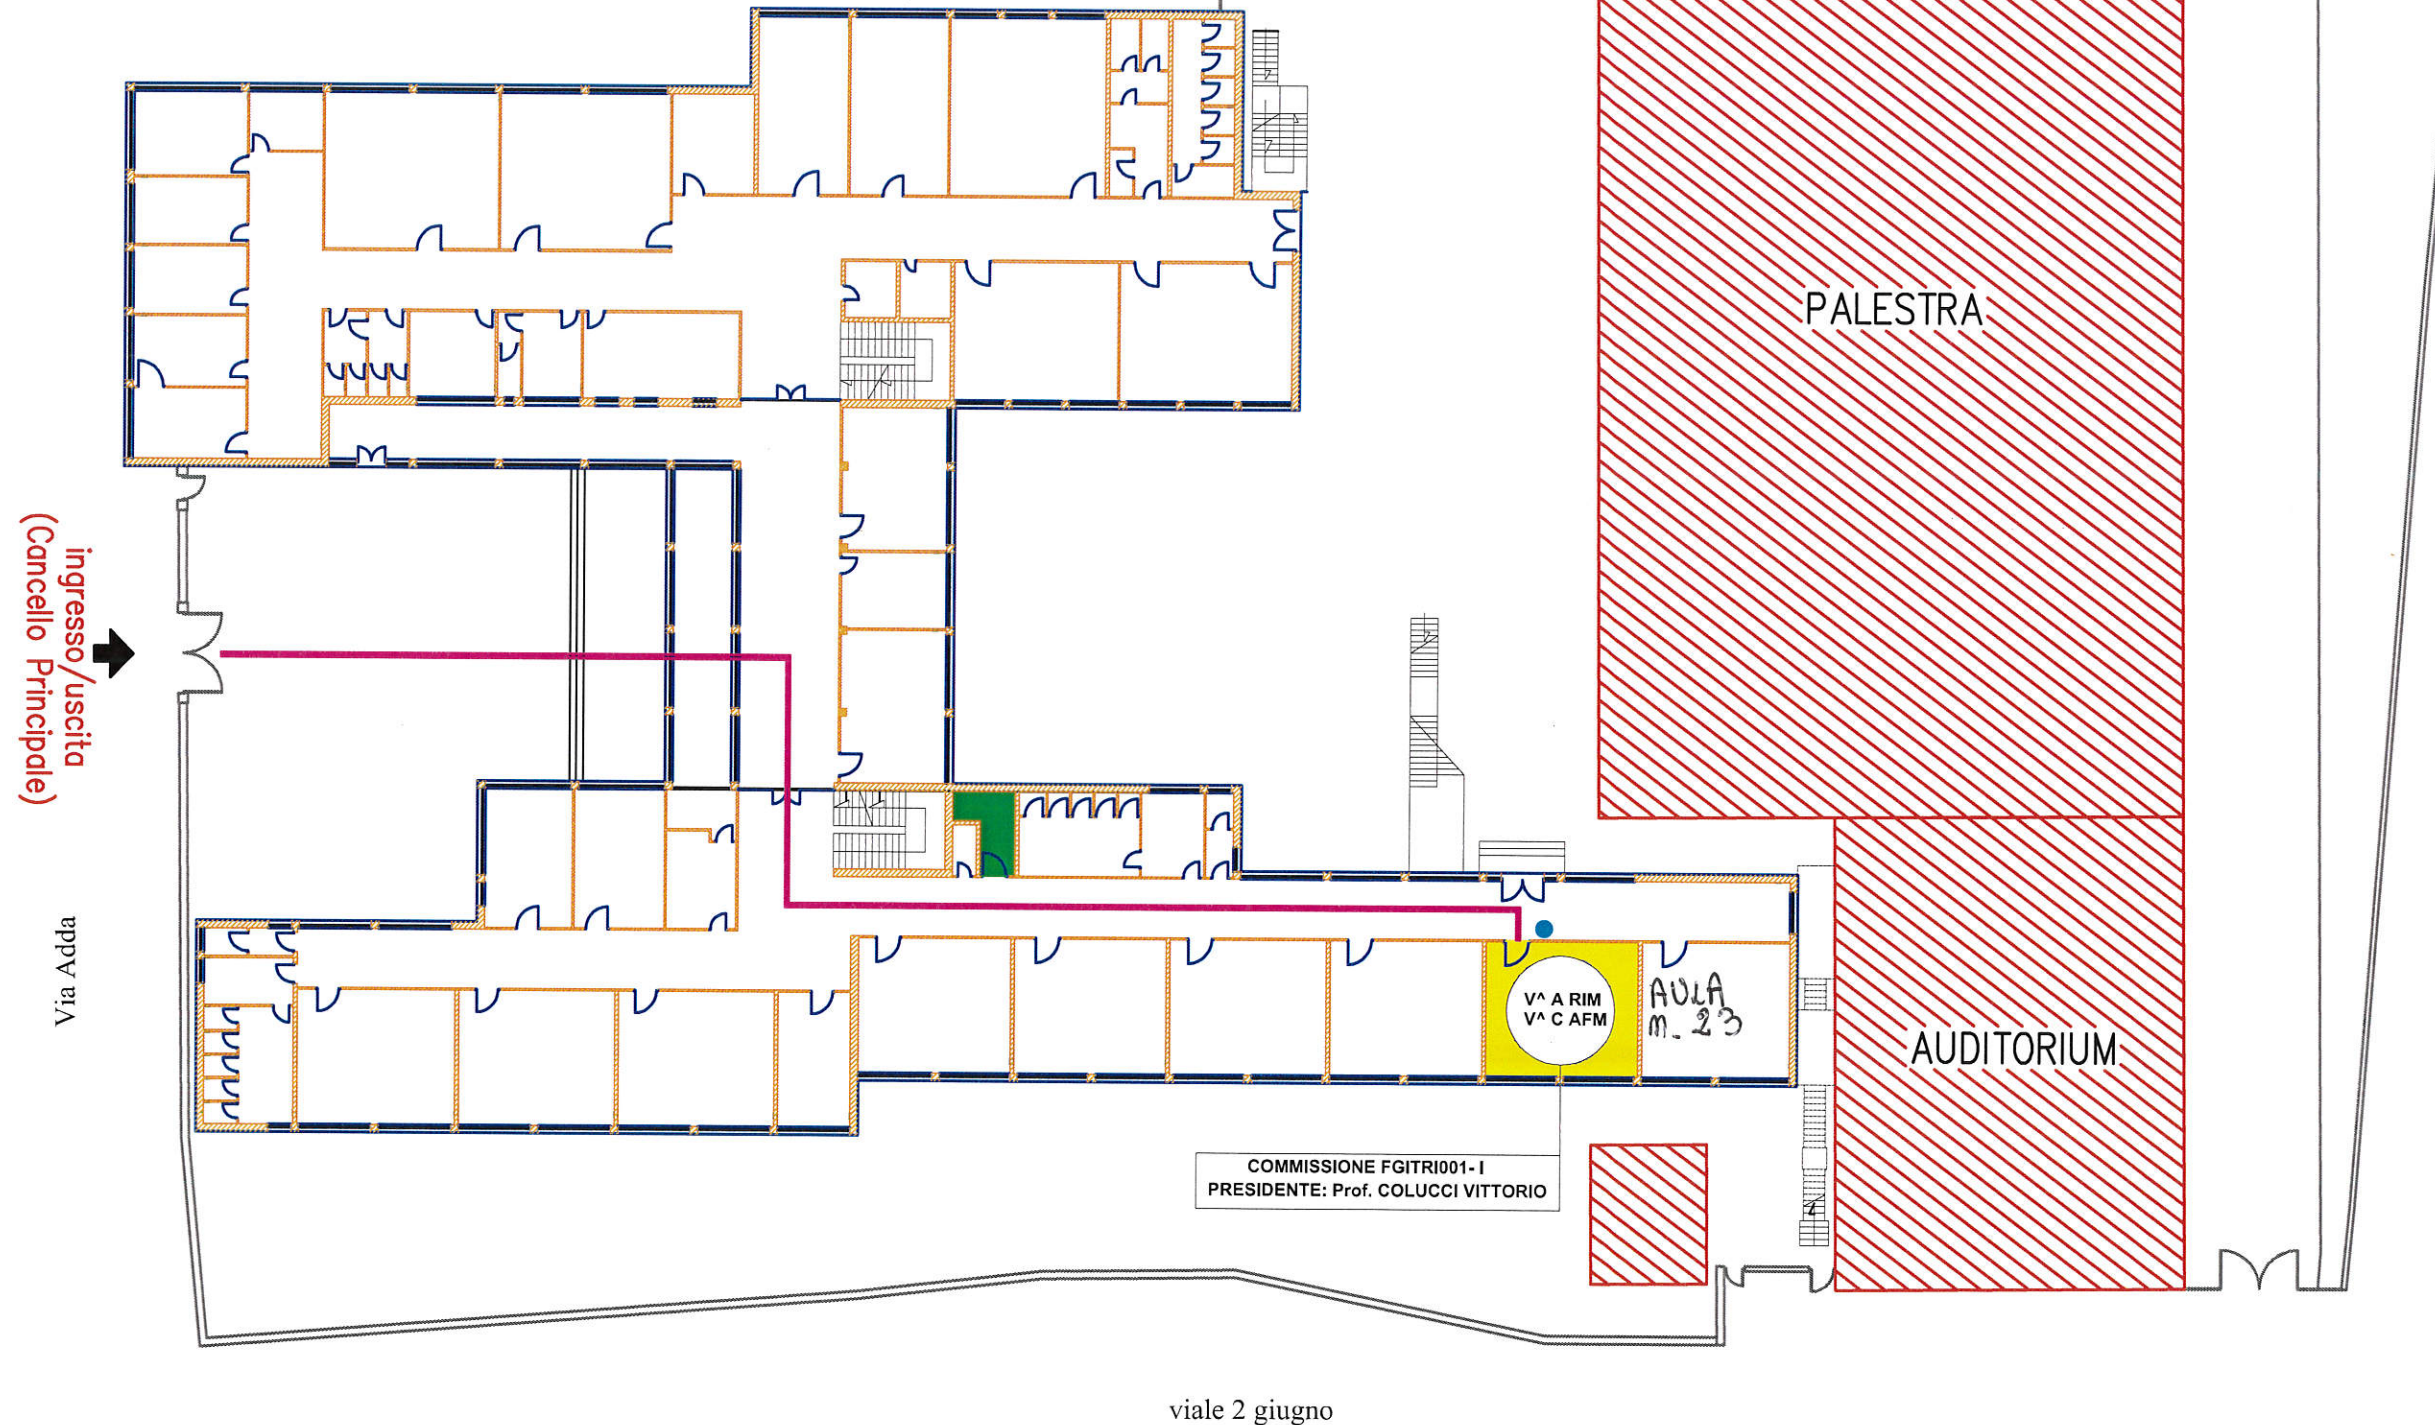 PALESTRA
ingresso/uscita
(Cancello Principale)
Via Adda
V^ A RIM
V^ C AFM
AULA
n. 23
AUDITORIUM
COMMISSIONE FGITRI001- I
PRESIDENTE: Prof. COLUCCI VITTORIO
viale 2 giugno